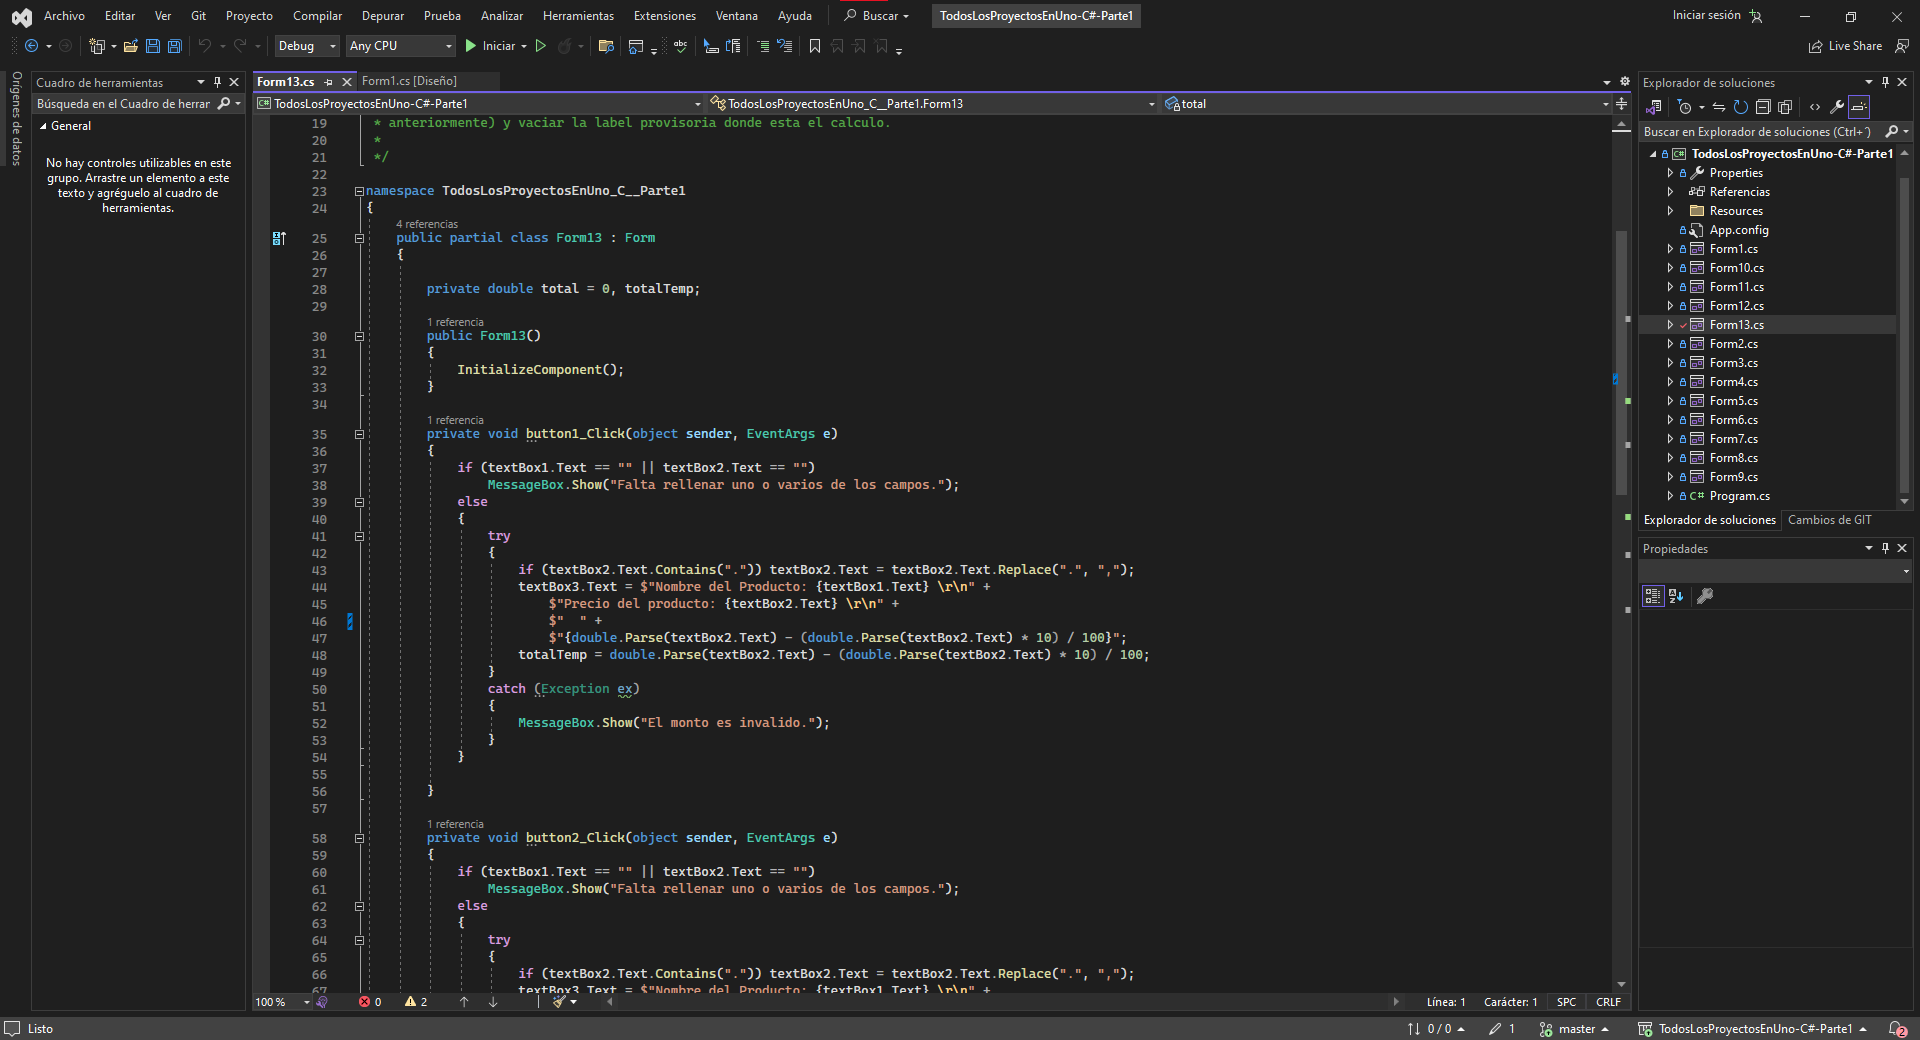 Archivo Editar Ver Git Proyecto Compilar Depurar Prueba Analizar Herramientas Extensiones Ventana Ayuda Buscar TodosLosProyectosEnUno-C#-Parte1 Iniciar sesión
Debug Any CPU Iniciar Live Share
Orígenes de datos
Cuadro de herramientas
Búsqueda en el Cuadro de herrar
General
No hay controles utilizables en este
grupo. Arrastre un elemento a este
texto y agréguelo al cuadro de
herramientas.
Form13.cs Form1.cs [Diseño]
TodosLosProyectosEnUno-C#-Parte1 TodosLosProyectosEnUno_C__Parte1.Form13 total
19 * anteriormente) y vaciar la label provisoria donde esta el calculo.
20 *
21 */
22
23 namespace TodosLosProyectosEnUno_C__Parte1
24 {
4 referencias
25 public partial class Form13 : Form
26 {
27
28 private double total = 0, totalTemp;
29
1 referencia
30 public Form13()
31 {
32 InitializeComponent();
33 }
34
1 referencia
35 private void button1_Click(object sender, EventArgs e)
36 {
37 if (textBox1.Text == "" || textBox2.Text == "")
38 MessageBox.Show("Falta rellenar uno o varios de los campos.");
39 else
40 {
41 try
42 {
43 if (textBox2.Text.Contains(".")) textBox2.Text = textBox2.Text.Replace(".", ",");
44 textBox3.Text = $"Nombre del Producto: {textBox1.Text} \r\n" +
45 $"Precio del producto: {textBox2.Text} \r\n" +
46 $"  " +
47 $"{double.Parse(textBox2.Text) - (double.Parse(textBox2.Text) * 10) / 100}";
48 totalTemp = double.Parse(textBox2.Text) - (double.Parse(textBox2.Text) * 10) / 100;
49 }
50 catch (Exception ex)
51 {
52 MessageBox.Show("El monto es invalido.");
53 }
54 }
55
56 }
57
1 referencia
58 private void button2_Click(object sender, EventArgs e)
59 {
60 if (textBox1.Text == "" || textBox2.Text == "")
61 MessageBox.Show("Falta rellenar uno o varios de los campos.");
62 else
63 {
64 try
65 {
66 if (textBox2.Text.Contains(".")) textBox2.Text = textBox2.Text.Replace(".", ",");
67 textBox3.Text = $"Nombre del Producto: {textBox1.Text} \r\n" +
100 % 0 2 Línea: 1 Carácter: 1 SPC CRLF
Explorador de soluciones
Buscar en Explorador de soluciones (Ctrl+´)
TodosLosProyectosEnUno-C#-Parte1
Properties
Referencias
Resources
App.config
Form1.cs
Form10.cs
Form11.cs
Form12.cs
Form13.cs
Form2.cs
Form3.cs
Form4.cs
Form5.cs
Form6.cs
Form7.cs
Form8.cs
Form9.cs
C# Program.cs
Explorador de soluciones Cambios de GIT
Propiedades
Listo 0 / 0 1 master TodosLosProyectosEnUno-C#-Parte1 2